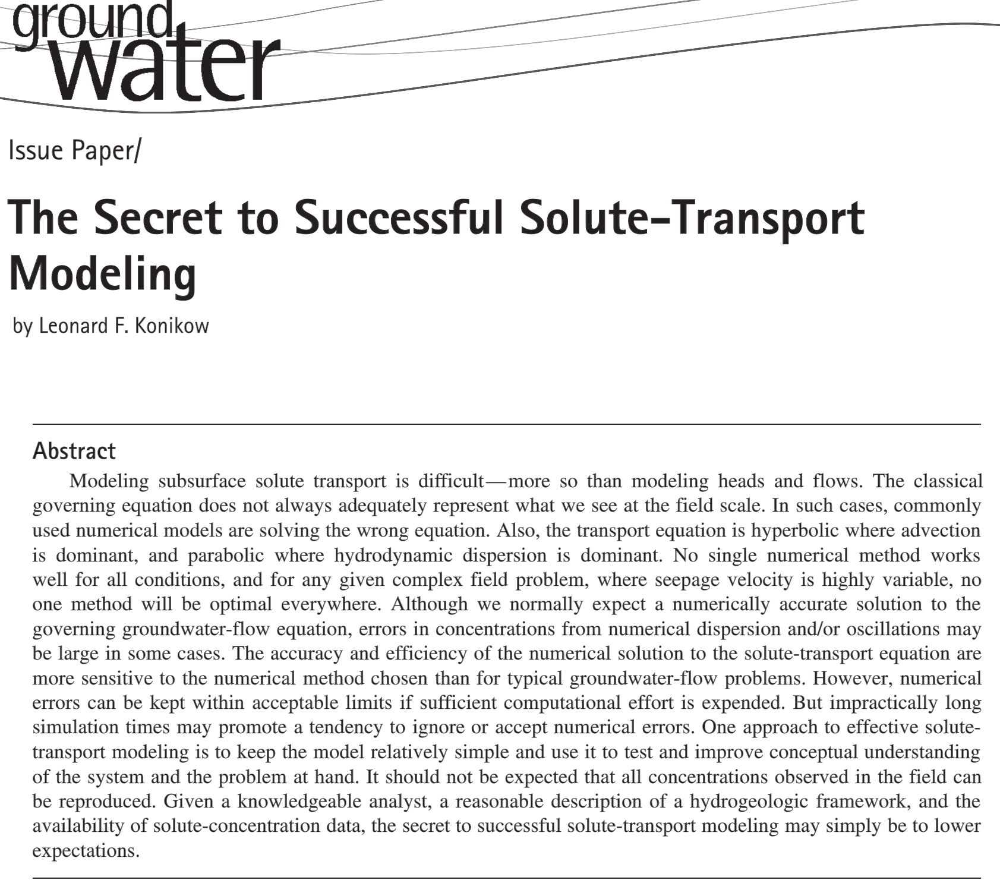 ground
water
Issue Paper/
The Secret to Successful Solute-Transport
Modeling
by Leonard F. Konikow
Abstract
Modeling subsurface solute transport is difficult—more so than modeling heads and flows. The classical
governing equation does not always adequately represent what we see at the field scale. In such cases, commonly
used numerical models are solving the wrong equation. Also, the transport equation is hyperbolic where advection
is dominant, and parabolic where hydrodynamic dispersion is dominant. No single numerical method works
well for all conditions, and for any given complex field problem, where seepage velocity is highly variable, no
one method will be optimal everywhere. Although we normally expect a numerically accurate solution to the
governing groundwater-flow equation, errors in concentrations from numerical dispersion and/or oscillations may
be large in some cases. The accuracy and efficiency of the numerical solution to the solute-transport equation are
more sensitive to the numerical method chosen than for typical groundwater-flow problems. However, numerical
errors can be kept within acceptable limits if sufficient computational effort is expended. But impractically long
simulation times may promote a tendency to ignore or accept numerical errors. One approach to effective solute-
transport modeling is to keep the model relatively simple and use it to test and improve conceptual understanding
of the system and the problem at hand. It should not be expected that all concentrations observed in the field can
be reproduced. Given a knowledgeable analyst, a reasonable description of a hydrogeologic framework, and the
availability of solute-concentration data, the secret to successful solute-transport modeling may simply be to lower
expectations.